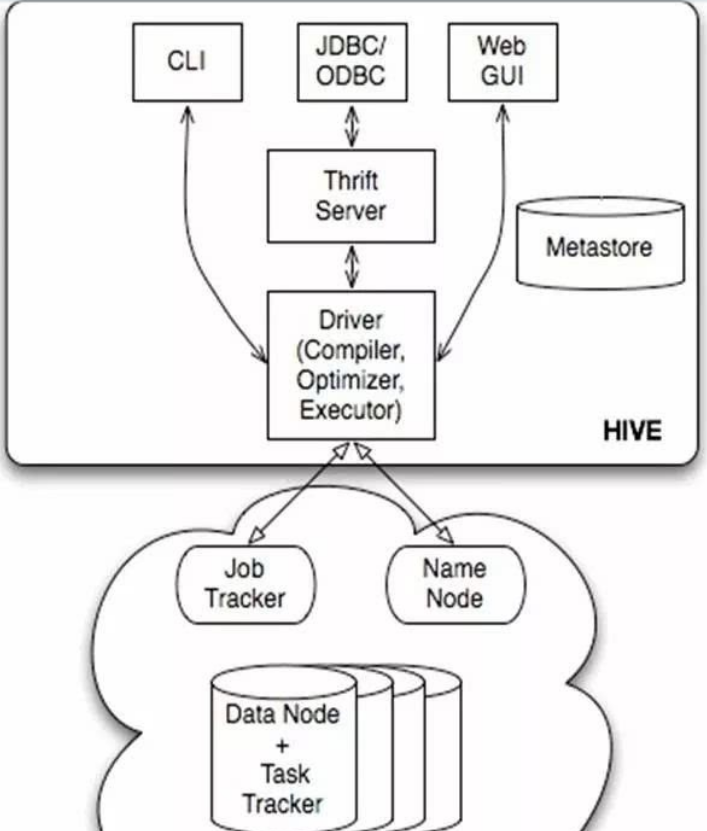 CLI
JDBC/
ODBC
Web
GUI
Thrift
Server
Metastore
Driver
(Compiler,
Optimizer,
Executor)
HIVE
Job
Tracker
Name
Node
Data Node
+
Task
Tracker